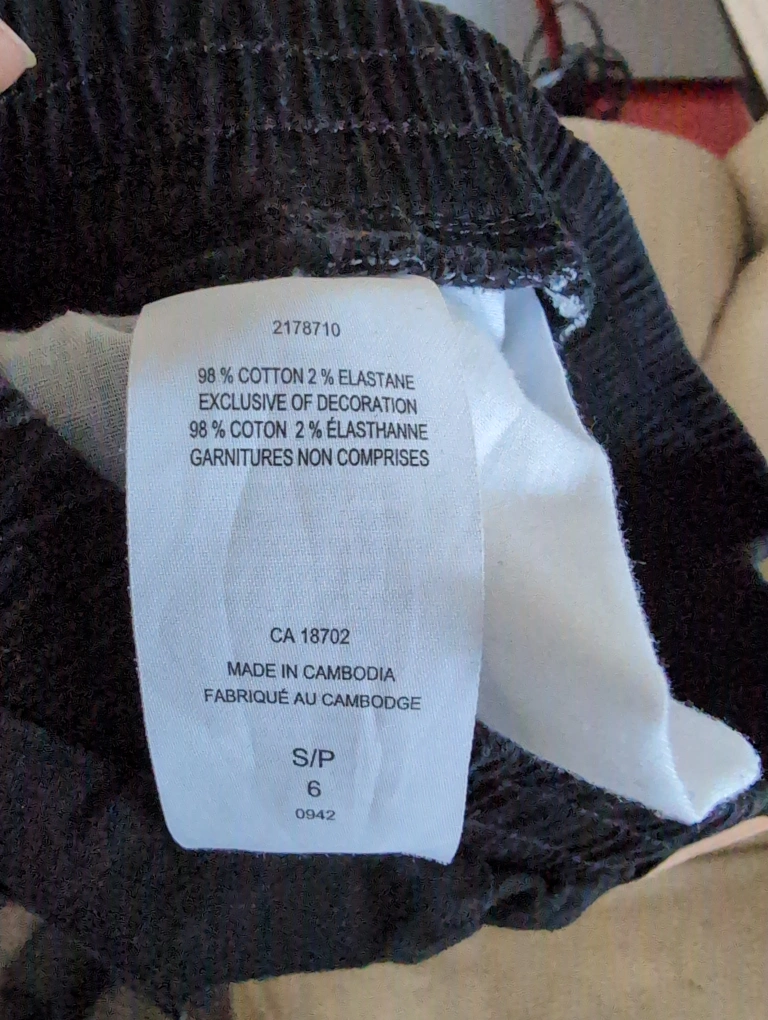 2178710
98 % COTTON 2 % ELASTANE
EXCLUSIVE OF DECORATION
98 % COTON 2 % ÉLASTHANNE
GARNITURES NON COMPRISES
CA 18702
MADE IN CAMBODIA
FABRIQUÉ AU CAMBODGE
S/P
6
0942